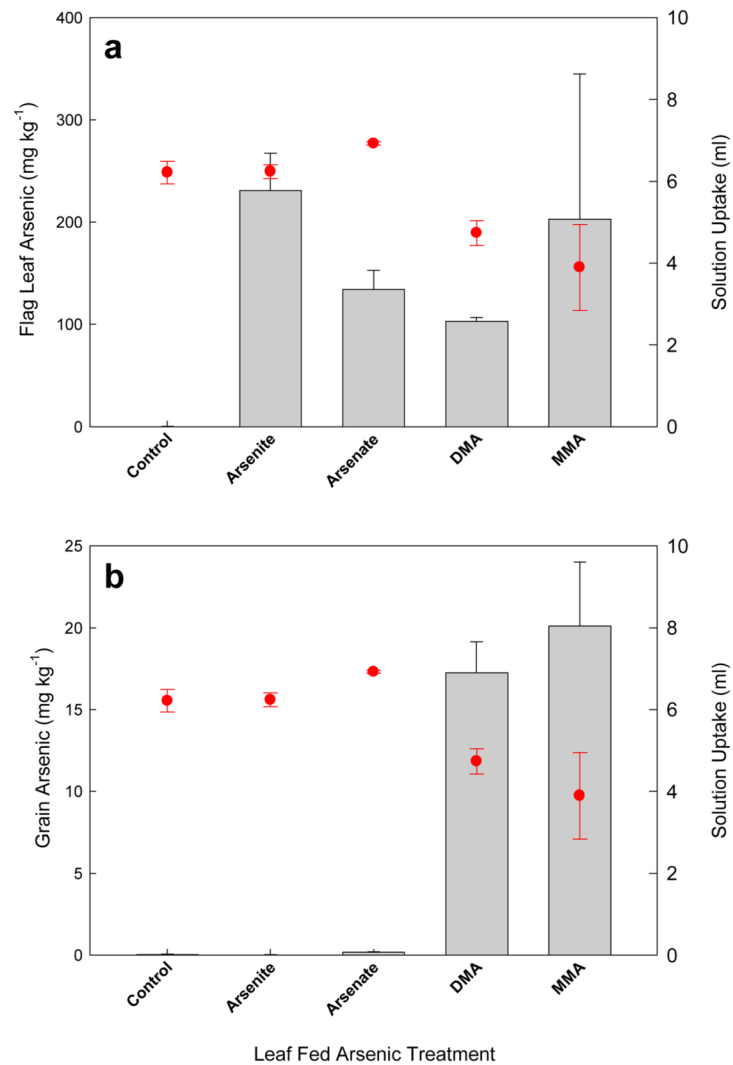 a
400
300
200
100
0
Flag Leaf Arsenic (mg kg⁻¹)
10
8
6
4
2
0
Solution Uptake (ml)
Control
Arsenite
Arsenate
DMA
MMA
b
25
20
15
10
5
0
Grain Arsenic (mg kg⁻¹)
10
8
6
4
2
0
Solution Uptake (ml)
Control
Arsenite
Arsenate
DMA
MMA
Leaf Fed Arsenic Treatment